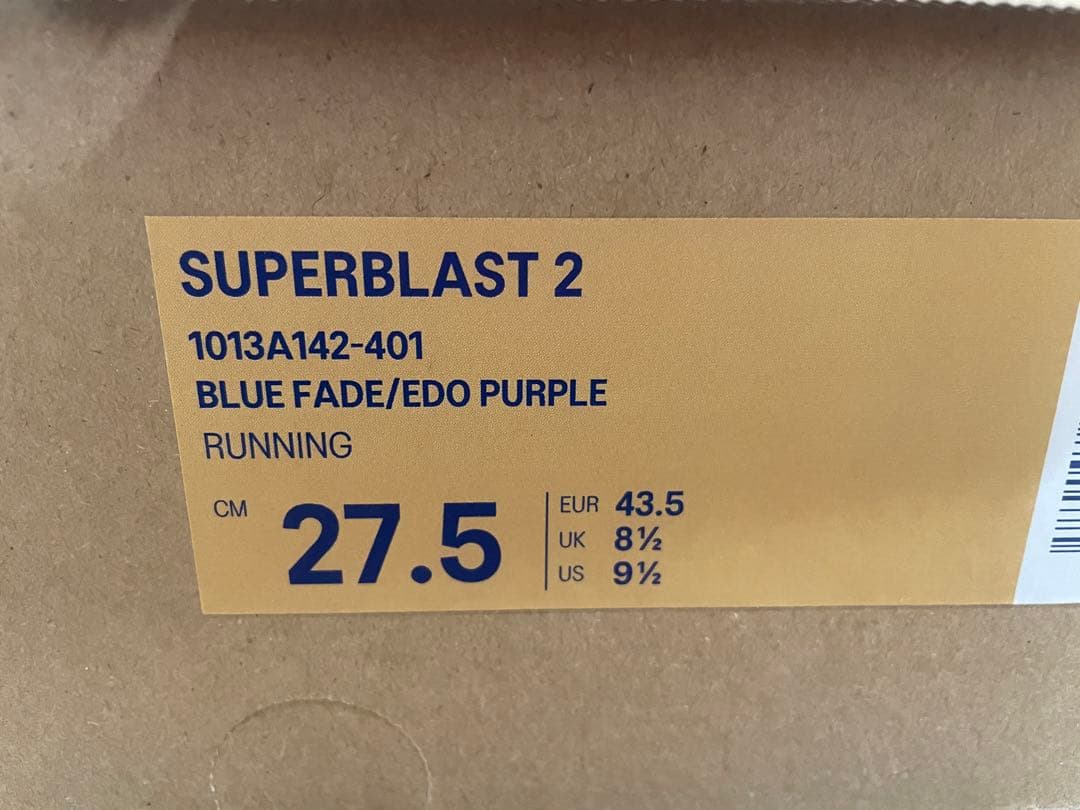 SUPERBLAST 2
1013A142-401
BLUE FADE/EDO PURPLE
RUNNING
CM 27.5
EUR 43.5
UK 8½
US 9½